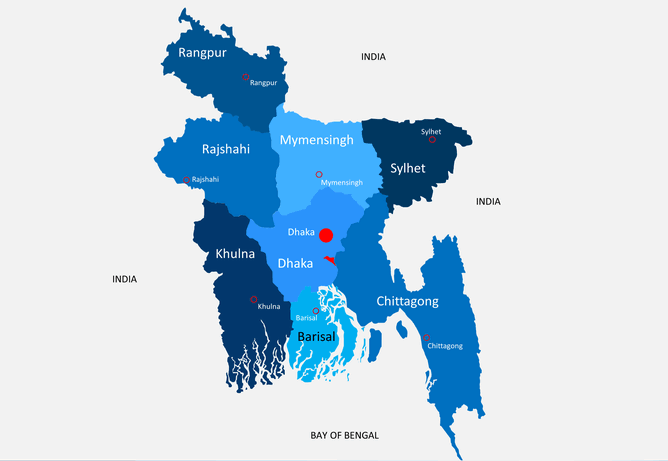 Rangpur
INDIA
Rangpur
Sylhet
Mymensingh
Rajshahi
Sylhet
Rajshahi
Mymensingh
INDIA
Dhaka
Khulna
Dhaka
INDIA
Chittagong
Khulna
Barisal
Barisal
Chittagong
BAY OF BENGAL